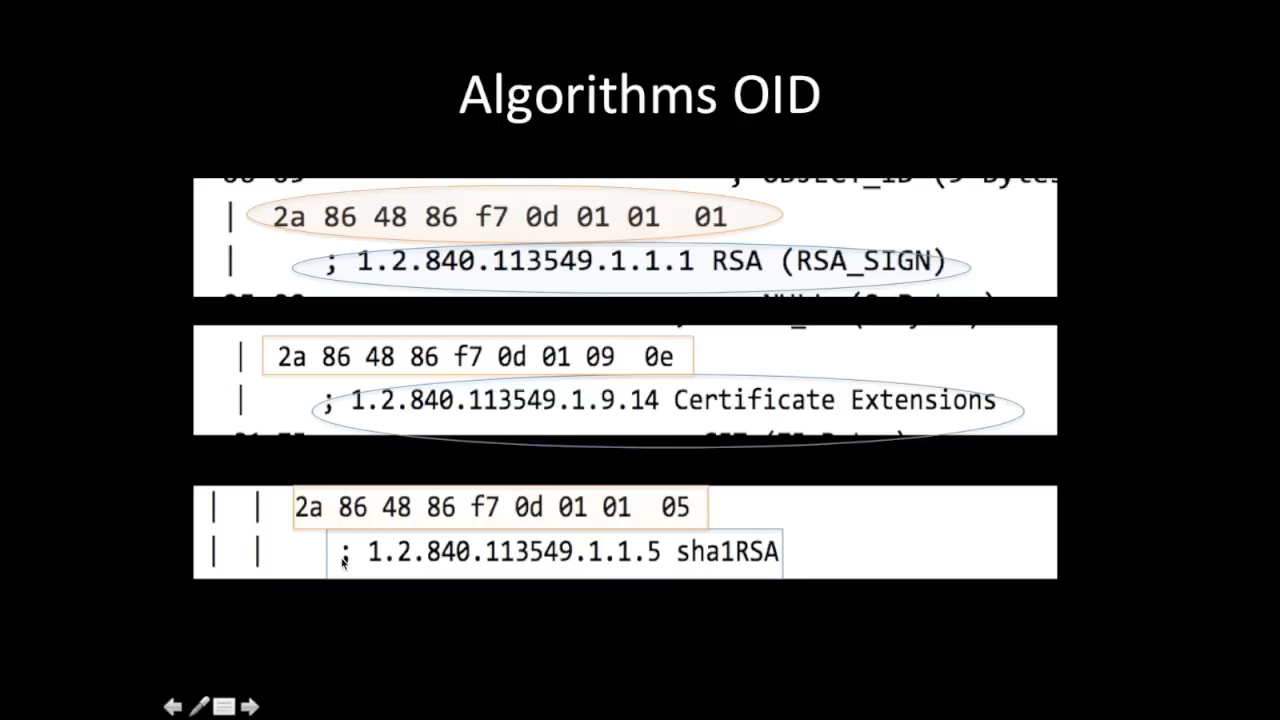 Algorithms OID
| 2a 86 48 86 f7 0d 01 01  01
| ; 1.2.840.113549.1.1.1 RSA (RSA_SIGN)
| 2a 86 48 86 f7 0d 01 09  0e
| ; 1.2.840.113549.1.9.14 Certificate Extensions
| | 2a 86 48 86 f7 0d 01 01  05
| | ; 1.2.840.113549.1.1.5 sha1RSA